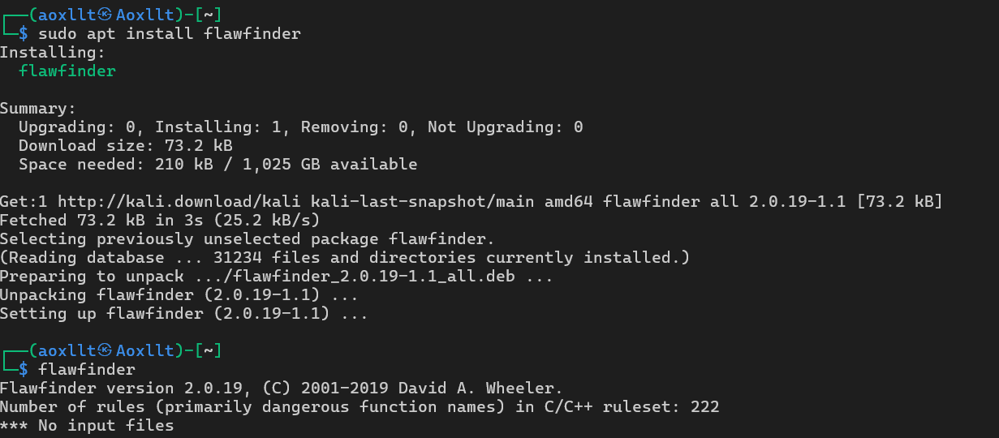 ┌──(aoxllt㉿Aoxllt)-[~]
└─$ sudo apt install flawfinder
Installing:
  flawfinder

Summary:
  Upgrading: 0, Installing: 1, Removing: 0, Not Upgrading: 0
  Download size: 73.2 kB
  Space needed: 210 kB / 1,025 GB available

Get:1 http://kali.download/kali kali-last-snapshot/main amd64 flawfinder all 2.0.19-1.1 [73.2 kB]
Fetched 73.2 kB in 3s (25.2 kB/s)
Selecting previously unselected package flawfinder.
(Reading database ... 31234 files and directories currently installed.)
Preparing to unpack .../flawfinder_2.0.19-1.1_all.deb ...
Unpacking flawfinder (2.0.19-1.1) ...
Setting up flawfinder (2.0.19-1.1) ...

┌──(aoxllt㉿Aoxllt)-[~]
└─$ flawfinder
Flawfinder version 2.0.19, (C) 2001-2019 David A. Wheeler.
Number of rules (primarily dangerous function names) in C/C++ ruleset: 222
*** No input files